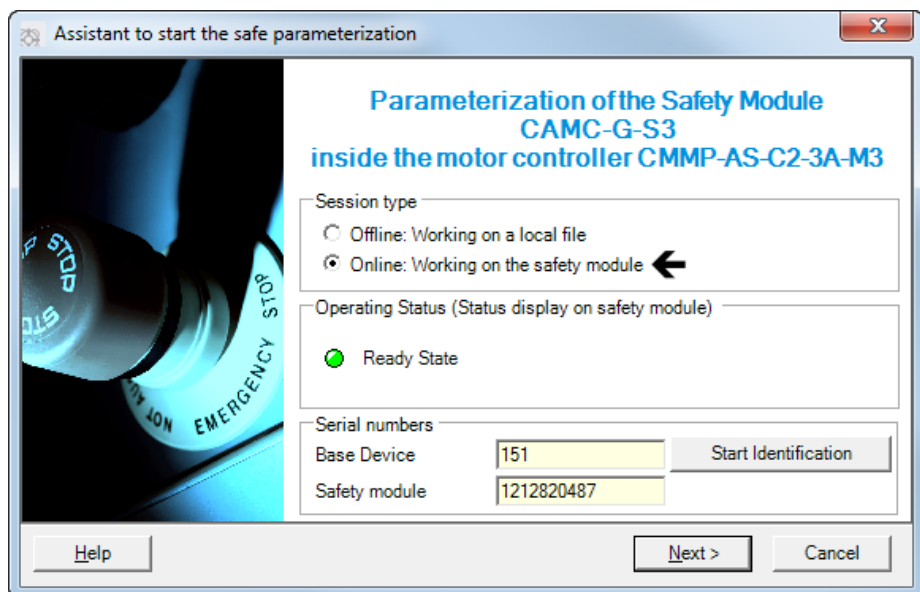 Assistant to start the safe parameterization
X
Parameterization of the Safety Module
CAMC-G-S3
inside the motor controller CMMP-AS-C2-3A-M3
Session type
Offline: Working on a local file
Online: Working on the safety module
Operating Status (Status display on safety module)
Ready State
Serial numbers
Base Device 151 Start Identification
Safety module 1212820487
STOP
STOP
EMERGENCY STOP
NOT
Help Next > Cancel